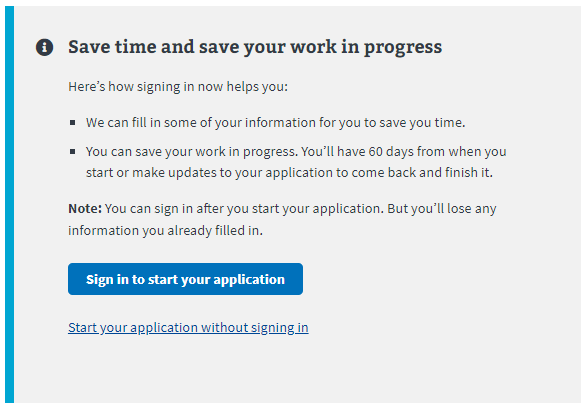 Save time and save your work in progress
Here’s how signing in now helps you:
We can fill in some of your information for you to save you time.
You can save your work in progress. You’ll have 60 days from when you
start or make updates to your application to come back and finish it.
Note: You can sign in after you start your application. But you’ll lose any
information you already filled in.
Sign in to start your application
Start your application without signing in